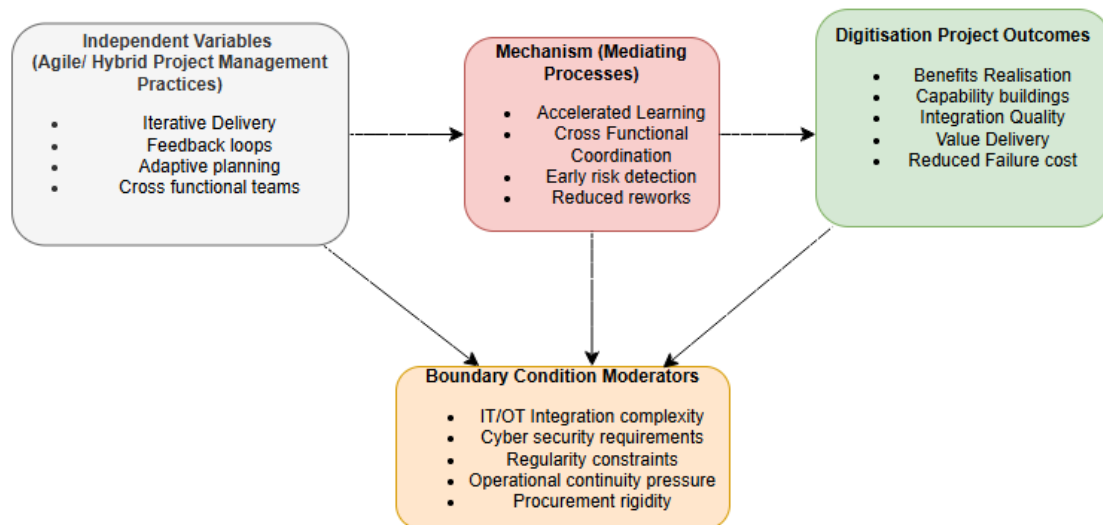 Independent Variables
(Agile/ Hybrid Project Management
Practices)
• Iterative Delivery
• Feedback loops
• Adaptive planning
• Cross functional teams
Mechanism (Mediating
Processes)
• Accelerated Learning
• Cross Functional
Coordination
• Early risk detection
• Reduced reworks
Digitisation Project Outcomes
• Benefits Realisation
• Capability buildings
• Integration Quality
• Value Delivery
• Reduced Failure cost
Boundary Condition Moderators
• IT/OT Integration complexity
• Cyber security requirements
• Regularity constraints
• Operational continuity pressure
• Procurement rigidity